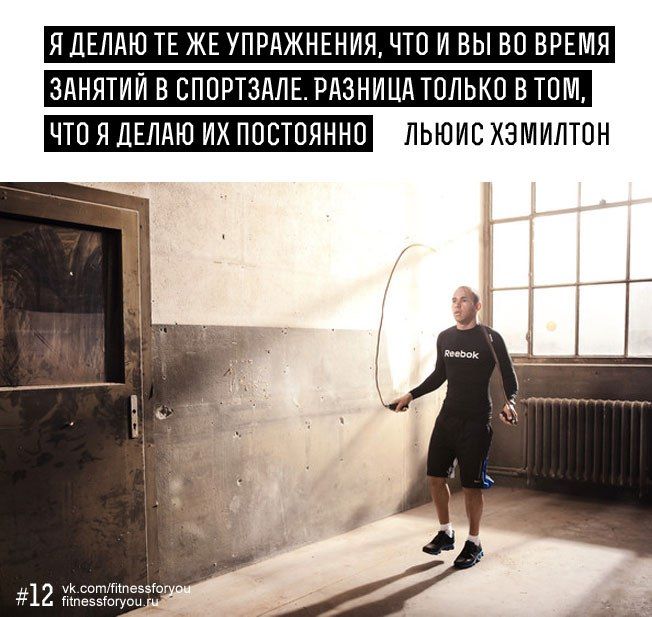 Я ДЕЛАЮ ТЕ ЖЕ УПРАЖНЕНИЯ, ЧТО И ВЫ ВО ВРЕМЯ
ЗАНЯТИЙ В СПОРТЗАЛЕ. РАЗНИЦА ТОЛЬКО В ТОМ,
ЧТО Я ДЕЛАЮ ИХ ПОСТОЯННО ЛЬЮИС ХЭМИЛТОН
Reebok
#12 vk.com/fitnessforyou
fitnessforyou.ru